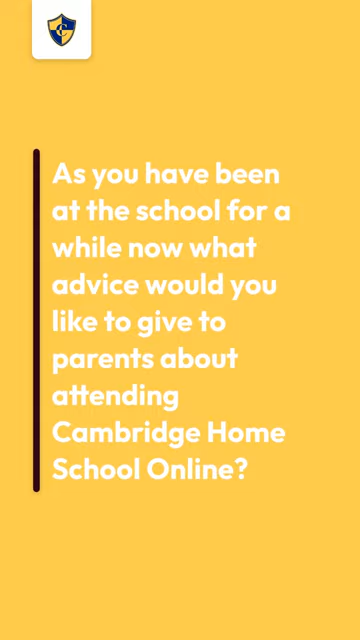 As you have been
at the school for a
while now what
advice would you
like to give to
parents about
attending
Cambridge Home
School Online?